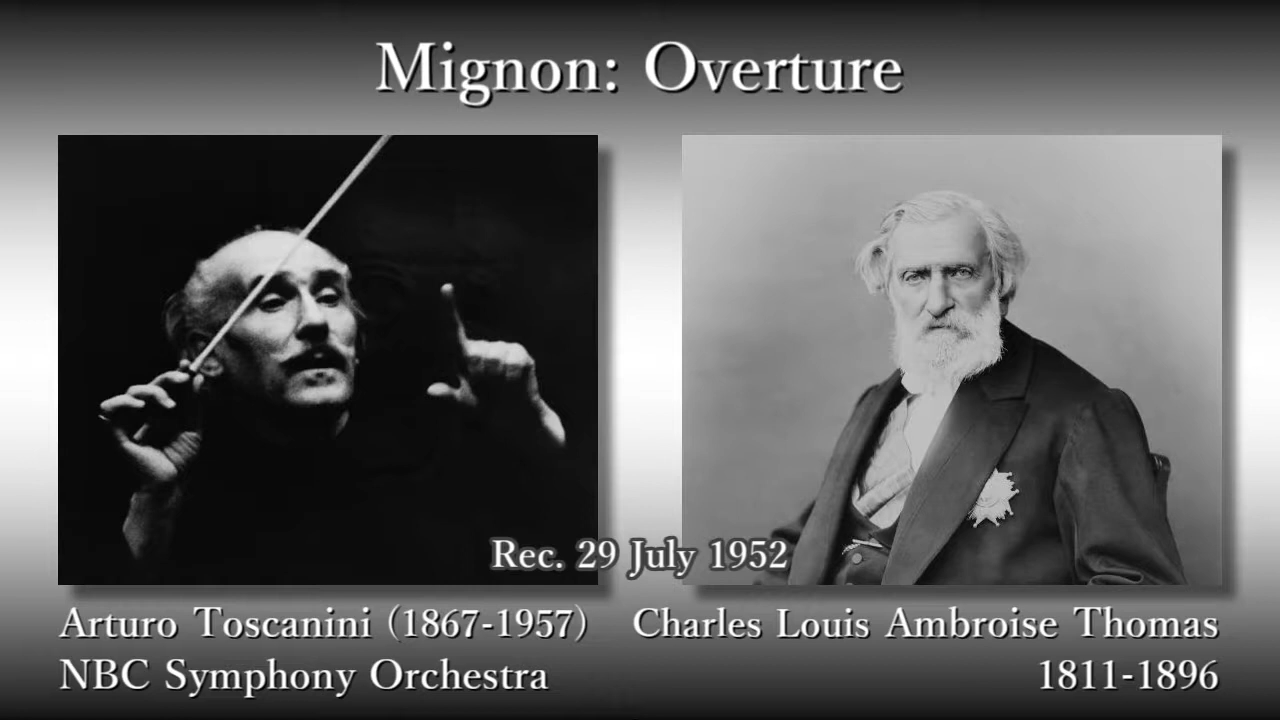 Mignon: Overture
Rec. 29 July 1952
Arturo Toscanini (1867-1957)
NBC Symphony Orchestra
Charles Louis Ambroise Thomas
1811-1896